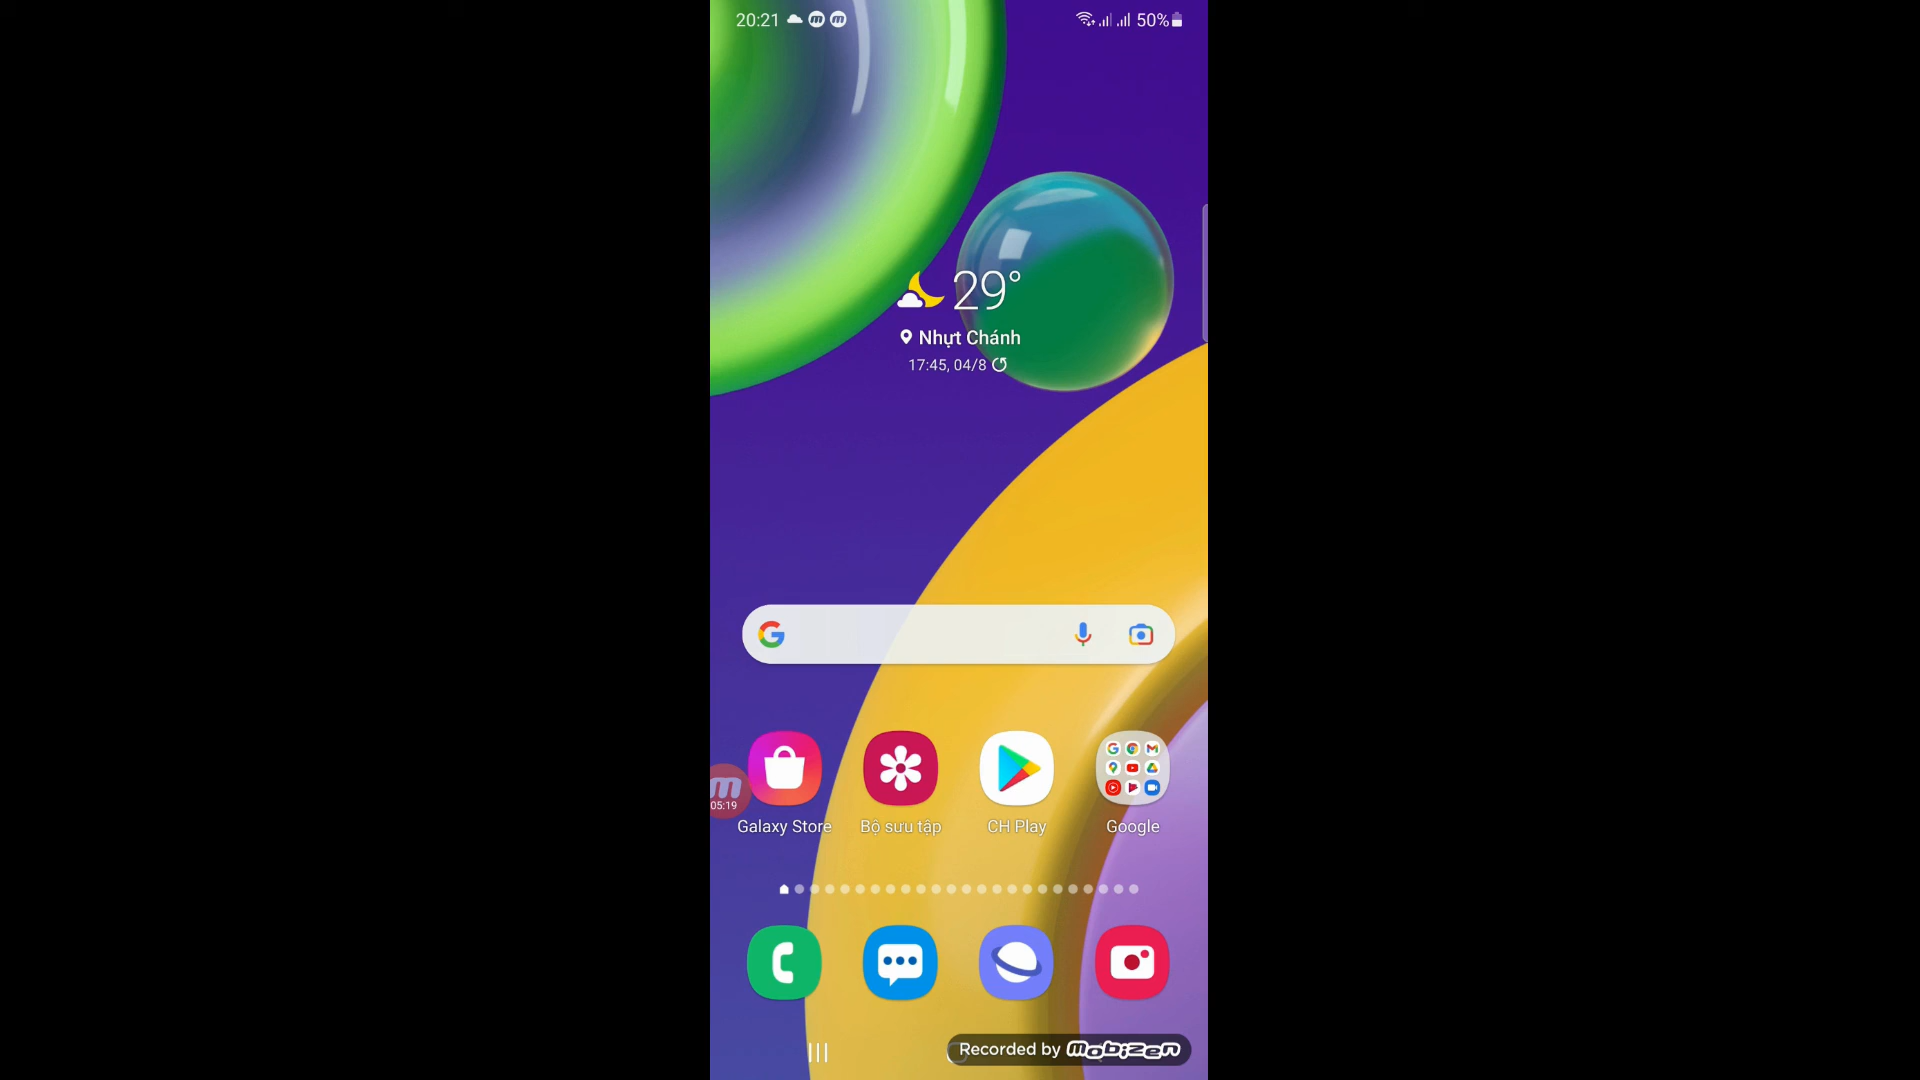 20:21
50%
29°
Nhựt Chánh
17:45, 04/8
05:19
Galaxy Store
Bộ sưu tập
CH Play
Google
Recorded by mobizen